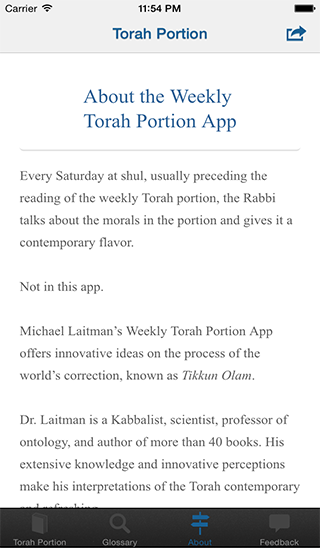 Carrier 11:54 PM
Torah Portion
About the Weekly
Torah Portion App
Every Saturday at shul, usually preceding the
reading of the weekly Torah portion, the Rabbi
talks about the morals in the portion and gives it a
contemporary flavor.
Not in this app.
Michael Laitman’s Weekly Torah Portion App
offers innovative ideas on the process of the
world’s correction, known as Tikkun Olam.
Dr. Laitman is a Kabbalist, scientist, professor of
ontology, and author of more than 40 books. His
extensive knowledge and innovative perceptions
make his interpretations of the Torah contemporary
and refreshing.
Torah Portion Glossary About Feedback